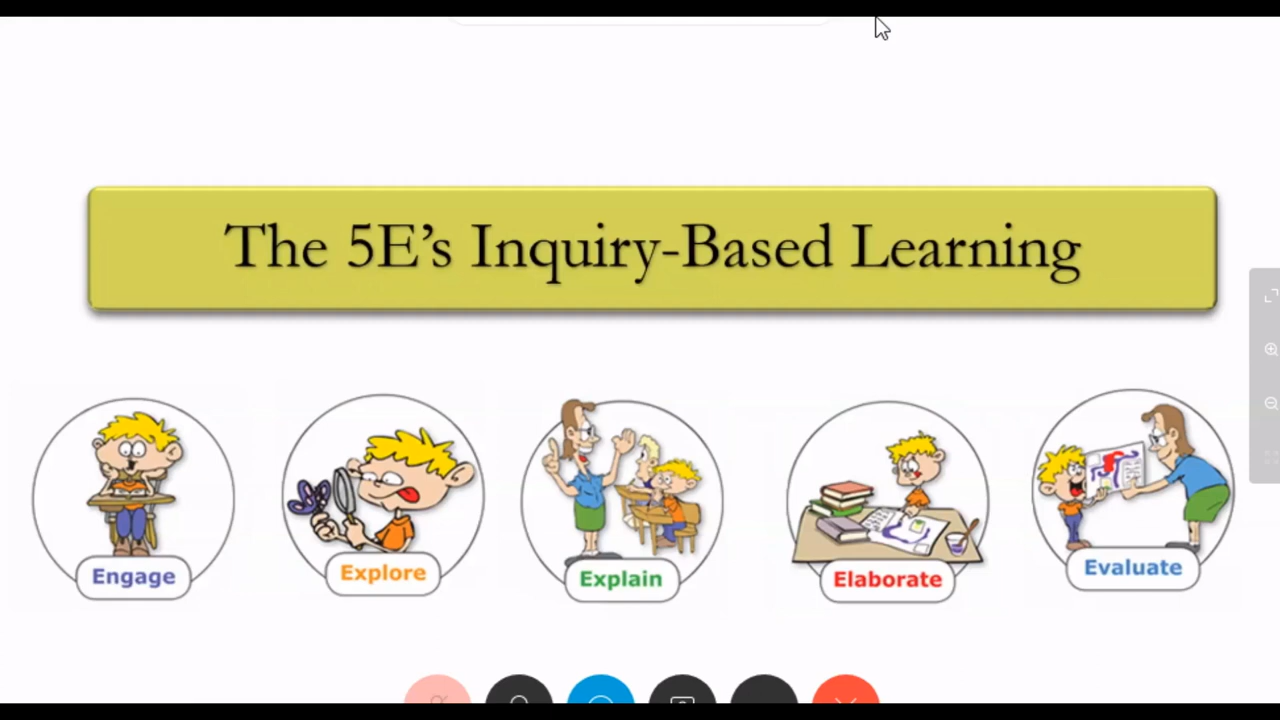 The 5E’s Inquiry-Based Learning
Engage
Explore
Explain
Elaborate
Evaluate